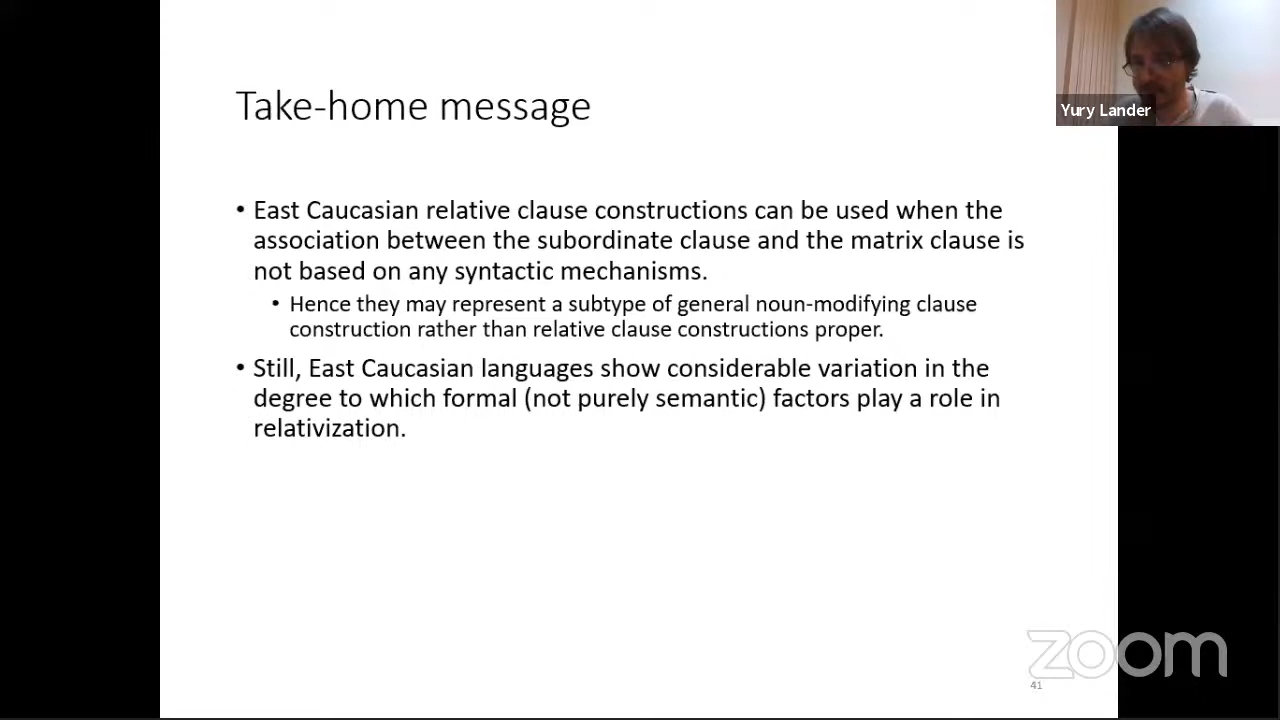 Take-home message
Yury Lander
• East Caucasian relative clause constructions can be used when the
association between the subordinate clause and the matrix clause is
not based on any syntactic mechanisms.
• Hence they may represent a subtype of general noun-modifying clause
construction rather than relative clause constructions proper.
• Still, East Caucasian languages show considerable variation in the
degree to which formal (not purely semantic) factors play a role in
relativization.
zoom
41